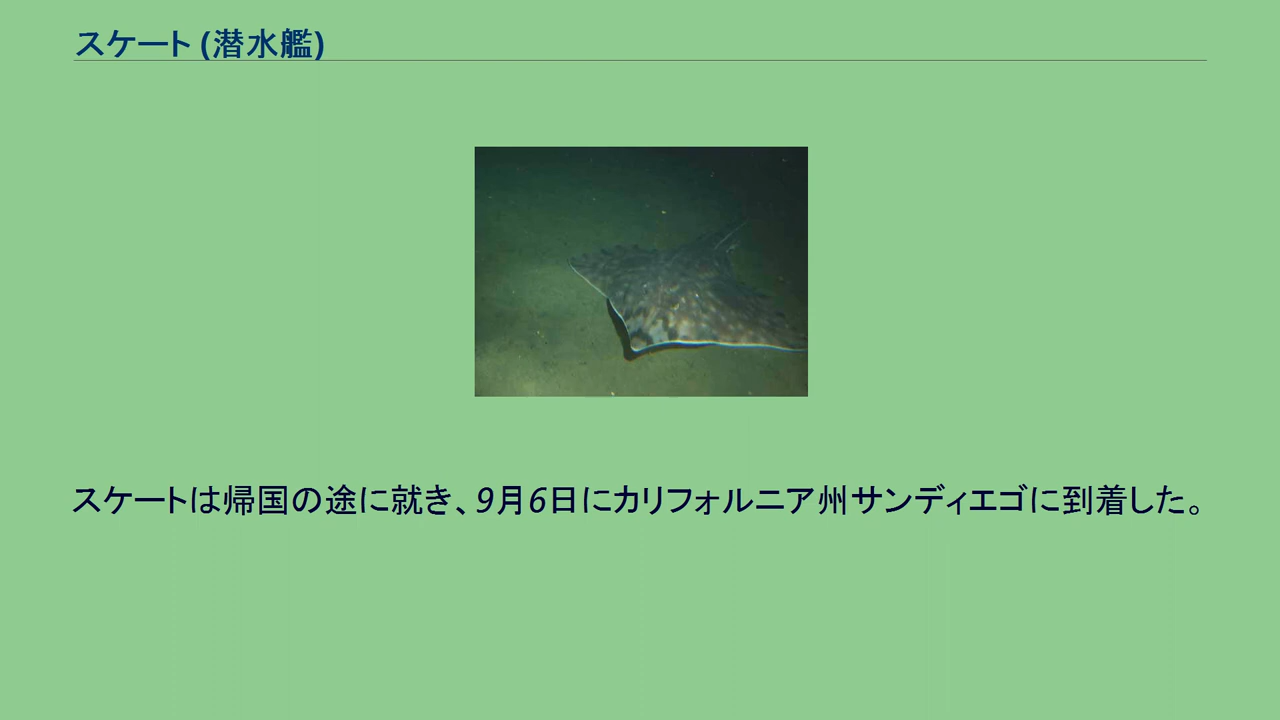 スケート (潜水艦)
スケートは帰国の途に就き、9月6日にカリフォルニア州サンディエゴに到着した。